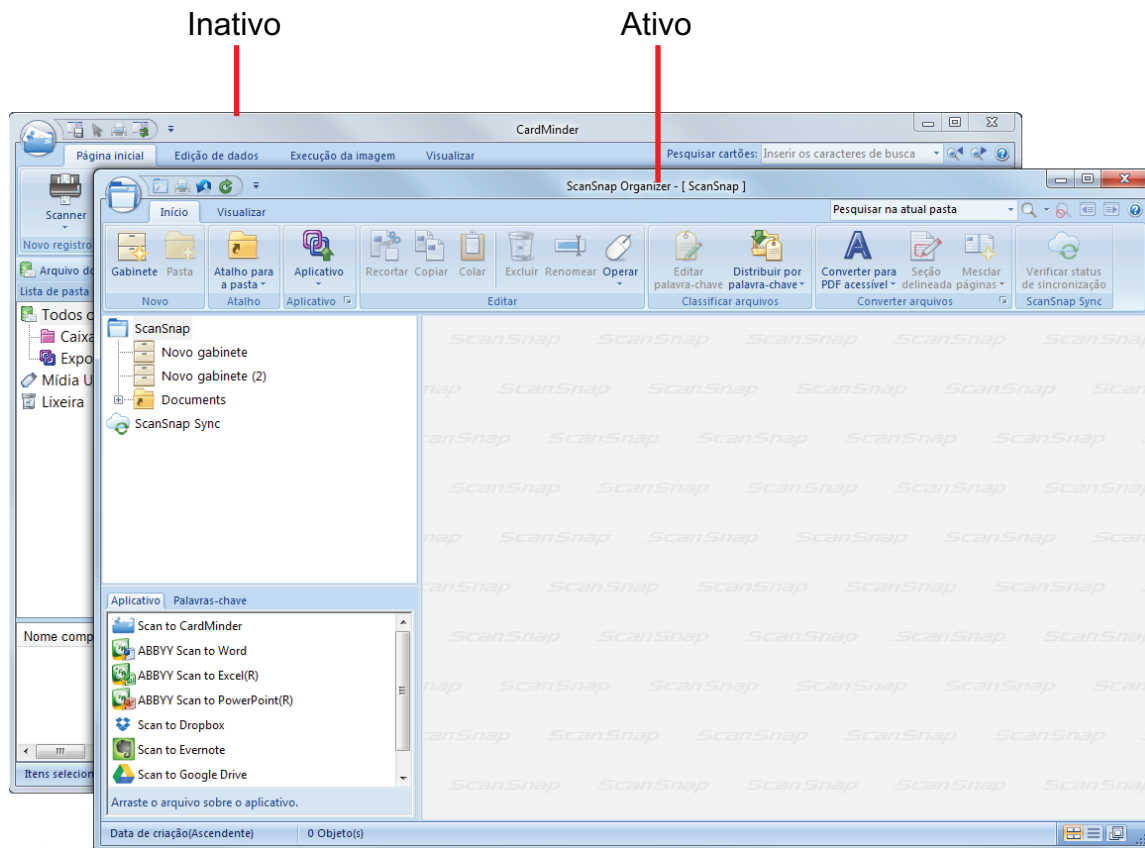 Inativo
Ativo
CardMinder
Página inicial Edição de dados Execução da imagem Visualizar Pesquisar cartões: Inserir os caracteres de busca
Scanner
Novo registro
Arquivo d
Lista de pasta
Todos
Caixa
Expo
Mídia U
Lixeira
Nome comp
Itens selecion
ScanSnap Organizer - [ ScanSnap ]
Início Visualizar Pesquisar na atual pasta
Gabinete Pasta Atalho para a pasta Aplicativo Recortar Copiar Colar Excluir Renomear Operar Editar palavra-chave Distribuir por palavra-chave Converter para PDF acessível Seção delineada Mesclar páginas Verificar status de sincronização
Novo Atalho Aplicativo Editar Classificar arquivos Converter arquivos ScanSnap Sync
ScanSnap
Novo gabinete
Novo gabinete (2)
Documents
ScanSnap Sync
Aplicativo Palavras-chave
Scan to CardMinder
ABBYY Scan to Word
ABBYY Scan to Excel(R)
ABBYY Scan to PowerPoint(R)
Scan to Dropbox
Scan to Evernote
Scan to Google Drive
Arraste o arquivo sobre o aplicativo.
Data de criação(Ascendente) 0 Objeto(s)
ScanSnap ScanSnap ScanSnap ScanSnap ScanSnap